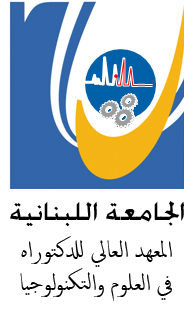 الجامعة اللبنانية
المعهد العالي للدكتوراه
في العلوم والتكنولوجيا